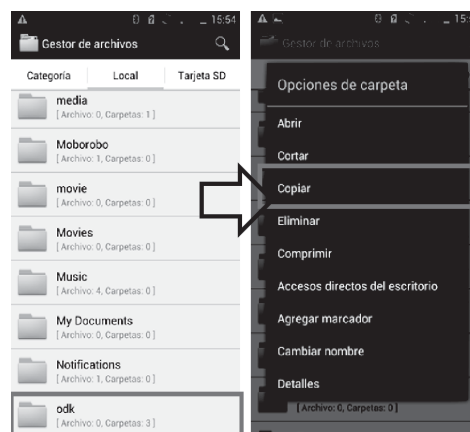 15:54
Gestor de archivos
Categoría Local Tarjeta SD
media
[ Archivo: 0, Carpetas: 1 ]
Moborobo
[ Archivo: 1, Carpetas: 0 ]
movie
[ Archivo: 0, Carpetas: 0 ]
Movies
[ Archivo: 0, Carpetas: 0 ]
Music
[ Archivo: 4, Carpetas: 0 ]
My Documents
[ Archivo: 0, Carpetas: 0 ]
Notifications
[ Archivo: 1, Carpetas: 0 ]
odk
[ Archivo: 0, Carpetas: 3 ]
Gestor de archivos
Opciones de carpeta
Abrir
Cortar
Copiar
Eliminar
Comprimir
Accesos directos del escritorio
Agregar marcador
Cambiar nombre
Detalles
[ Archivo: 0, Carpetas: 0 ]